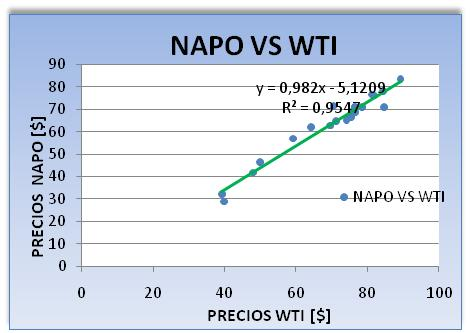 NAPO VS WTI
90
80
70
60
50
40
30
20
10
0
PRECIOS NAPO [$]
y = 0,982x - 5,1209
R² = 0,9547
NAPO VS WTI
0 20 40 60 80 100
PRECIOS WTI [$]